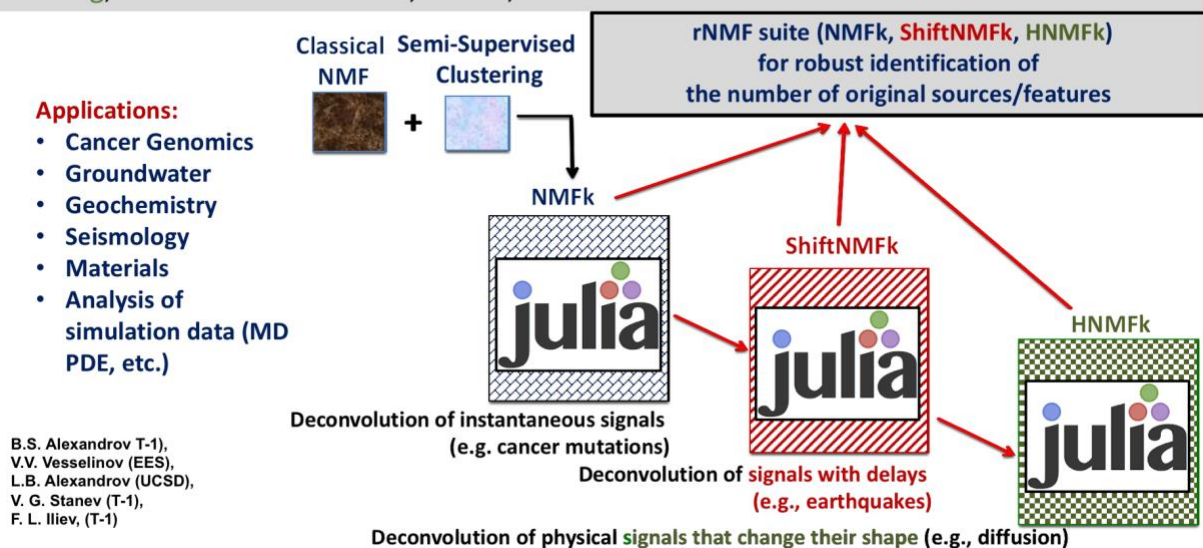 rNMF suite (NMFk, ShiftNMFk, HNMFk)
for robust identification of
the number of original sources/features
Classical
NMF
Semi-Supervised
Clustering
+
Applications:
• Cancer Genomics
• Groundwater
• Geochemistry
• Seismology
• Materials
• Analysis of
simulation data (MD
PDE, etc.)
NMFk
julia
Deconvolution of instantaneous signals
(e.g. cancer mutations)
ShiftNMFk
julia
Deconvolution of signals with delays
(e.g., earthquakes)
HNMFk
julia
Deconvolution of physical signals that change their shape (e.g., diffusion)
B.S. Alexandrov T-1),
V.V. Vesselinov (EES),
L.B. Alexandrov (UCSD),
V. G. Stanev (T-1),
F. L. Iliev, (T-1)